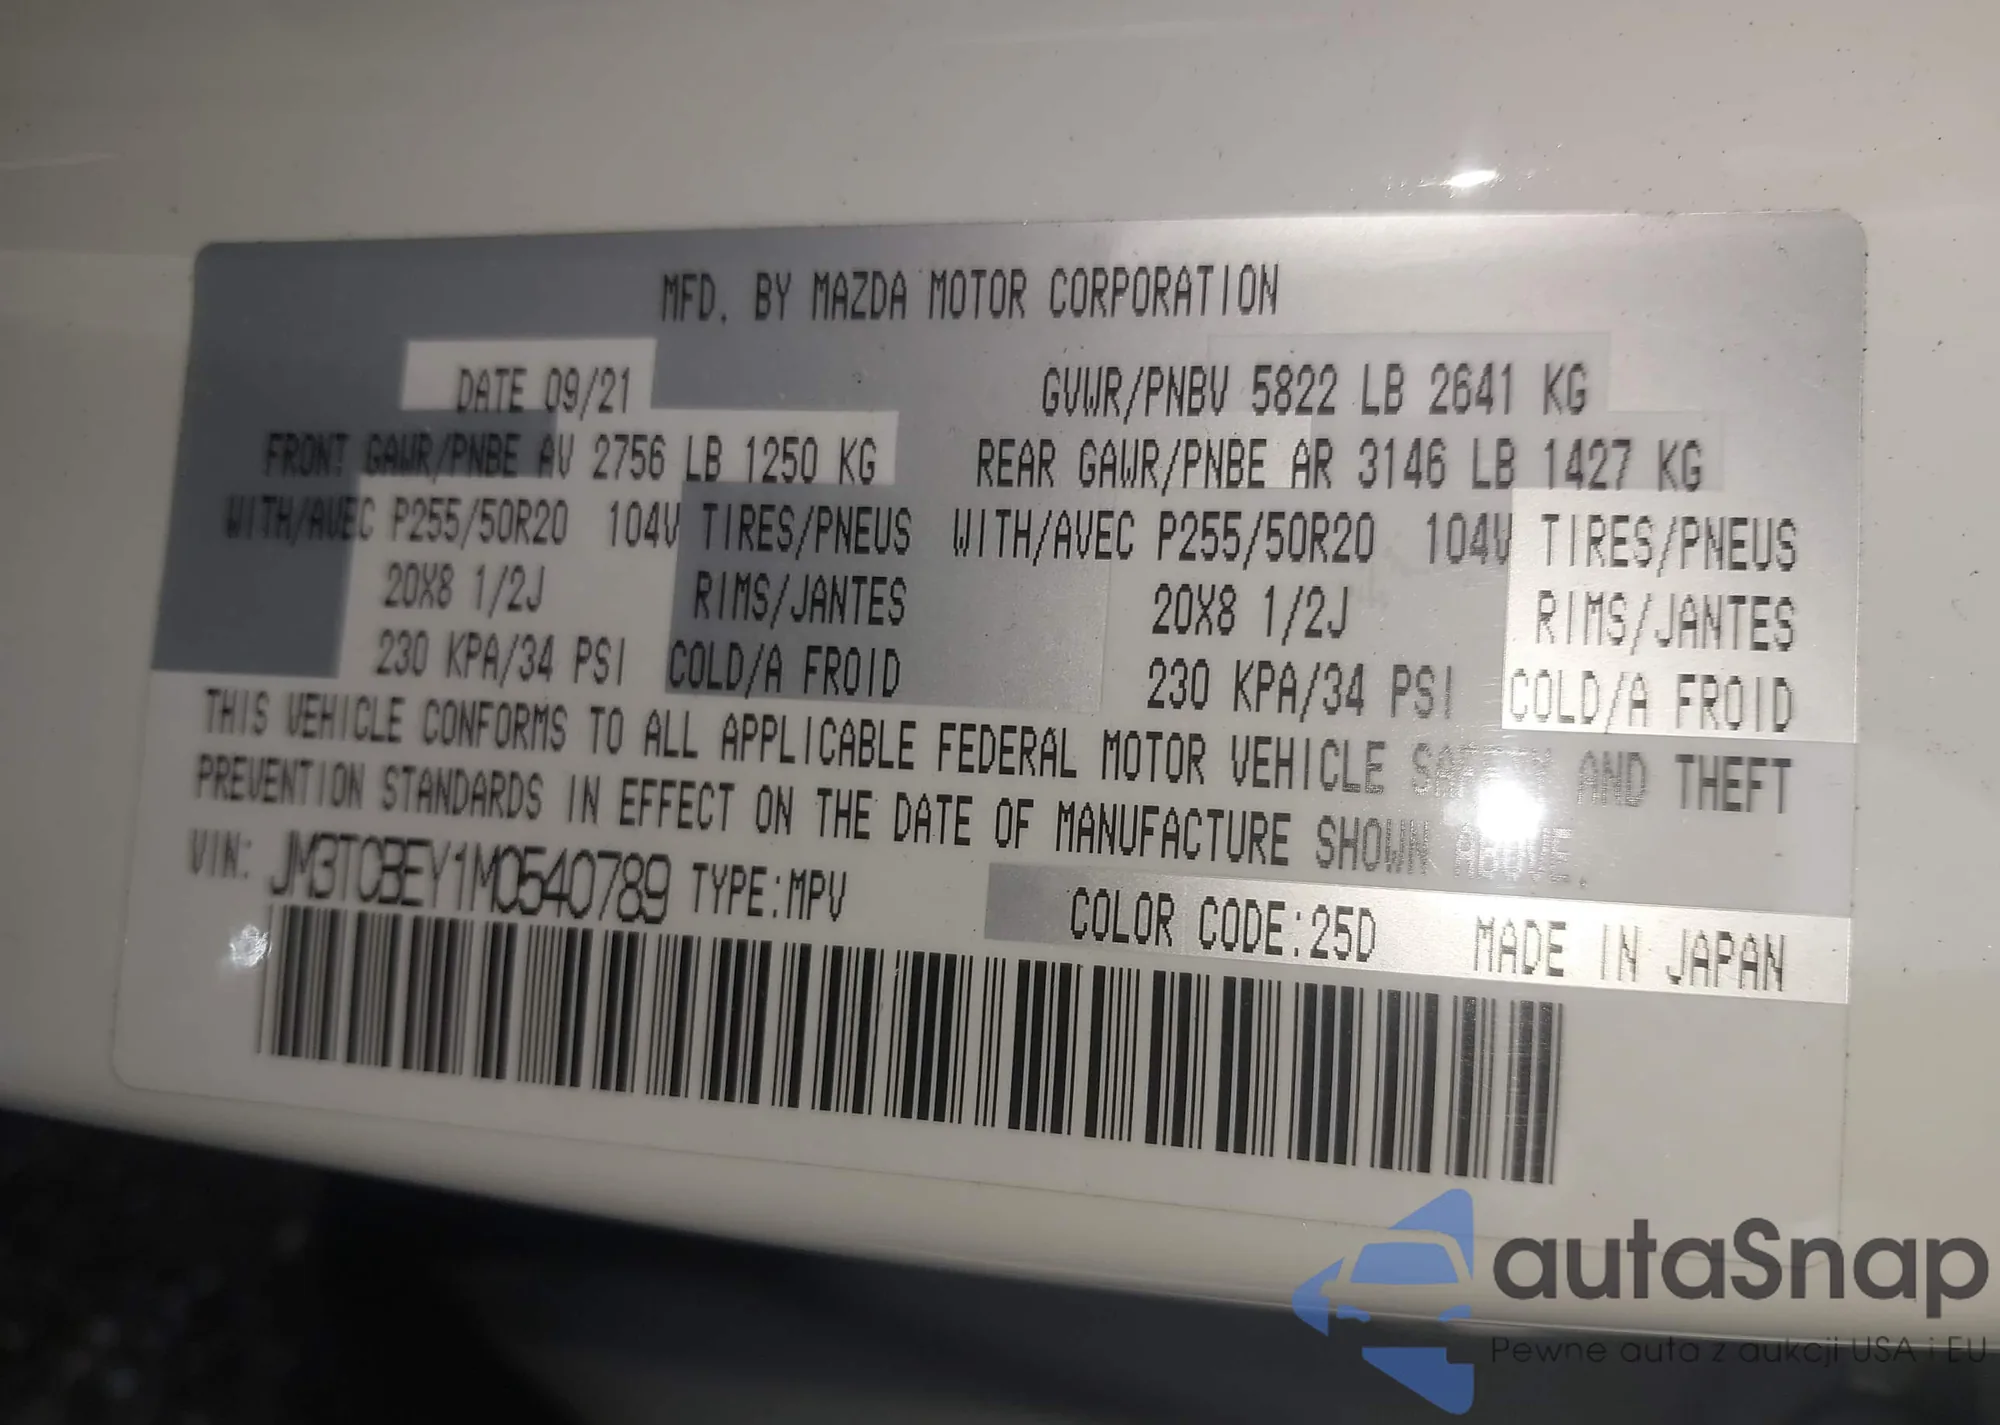 MFD. BY MAZDA MOTOR CORPORATION
DATE 09/21 GVWR/PNBV 5822 LB 2641 KG
FRONT GAWR/PNBE AV 2756 LB 1250 KG REAR GAWR/PNBE AR 3146 LB 1427 KG
WITH/AVEC P255/50R20 104V TIRES/PNEUS WITH/AVEC P255/50R20 104V TIRES/PNEUS
20X8 1/2J RIMS/JANTES 20X8 1/2J RIMS/JANTES
230 KPA/34 PSI COLD/A FROID 230 KPA/34 PSI COLD/A FROID
THIS VEHICLE CONFORMS TO ALL APPLICABLE FEDERAL MOTOR VEHICLE SAFETY AND THEFT
PREVENTION STANDARDS IN EFFECT ON THE DATE OF MANUFACTURE SHOWN ABOVE.
VIN: JM3TCBEY1M0540789 TYPE:MPV COLOR CODE:25D MADE IN JAPAN
autaSnap
Pewne auta z aukcji USA i EU